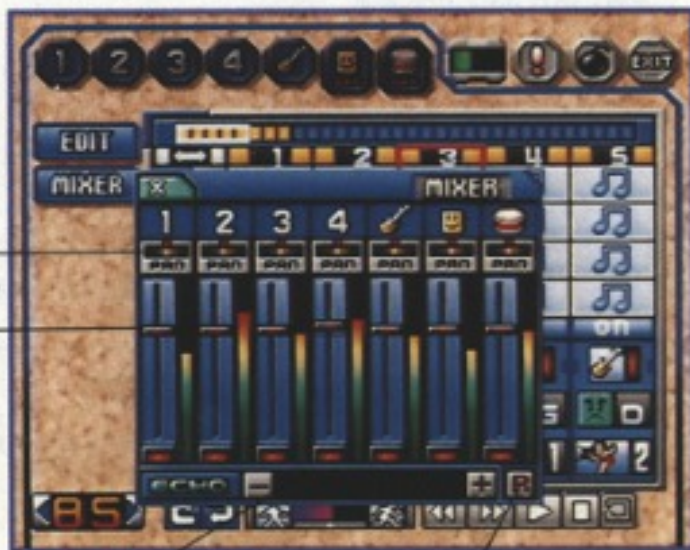 1 2 3 4 EXIT
EDIT
1 2 3 4 5
MIXER
MIXER
1 2 3 4
PAN PAN PAN PAN PAN PAN PAN
on
G D
1 2
ECHO
R
85